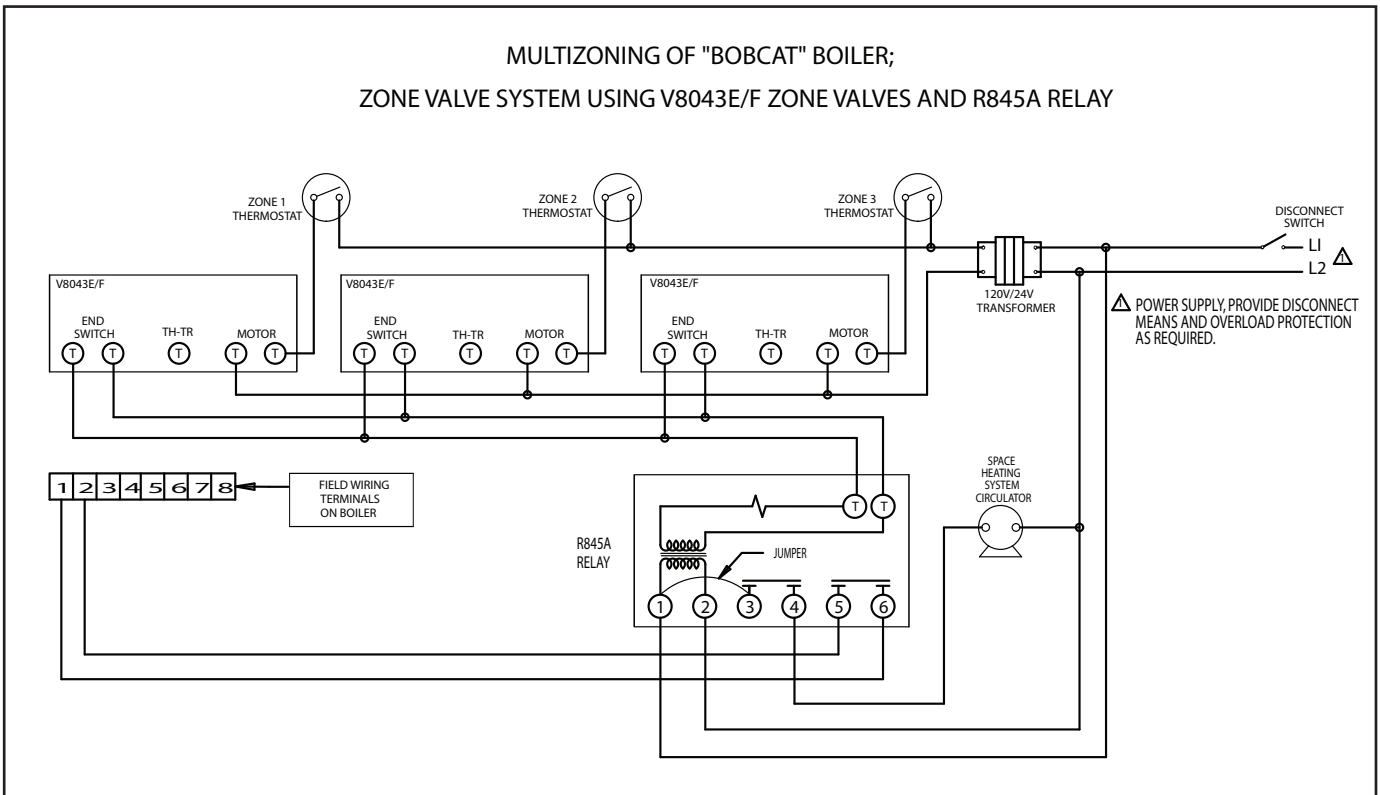 MULTIZONING OF "BOBCAT" BOILER;
ZONE VALVE SYSTEM USING V8043E/F ZONE VALVES AND R845A RELAY
ZONE 1
THERMOSTAT
ZONE 2
THERMOSTAT
ZONE 3
THERMOSTAT
DISCONNECT
SWITCH
LI
L2
1
120V/24V
TRANSFORMER
1 POWER SUPPLY, PROVIDE DISCONNECT
MEANS AND OVERLOAD PROTECTION
AS REQUIRED.
V8043E/F
END
SWITCH
TH-TR
MOTOR
T T T T T
V8043E/F
END
SWITCH
TH-TR
MOTOR
T T T T T
V8043E/F
END
SWITCH
TH-TR
MOTOR
T T T T T
1 2 3 4 5 6 7 8
FIELD WIRING
TERMINALS
ON BOILER
SPACE
HEATING
SYSTEM
CIRCULATOR
R845A
RELAY
T T
JUMPER
1 2 3 4 5 6